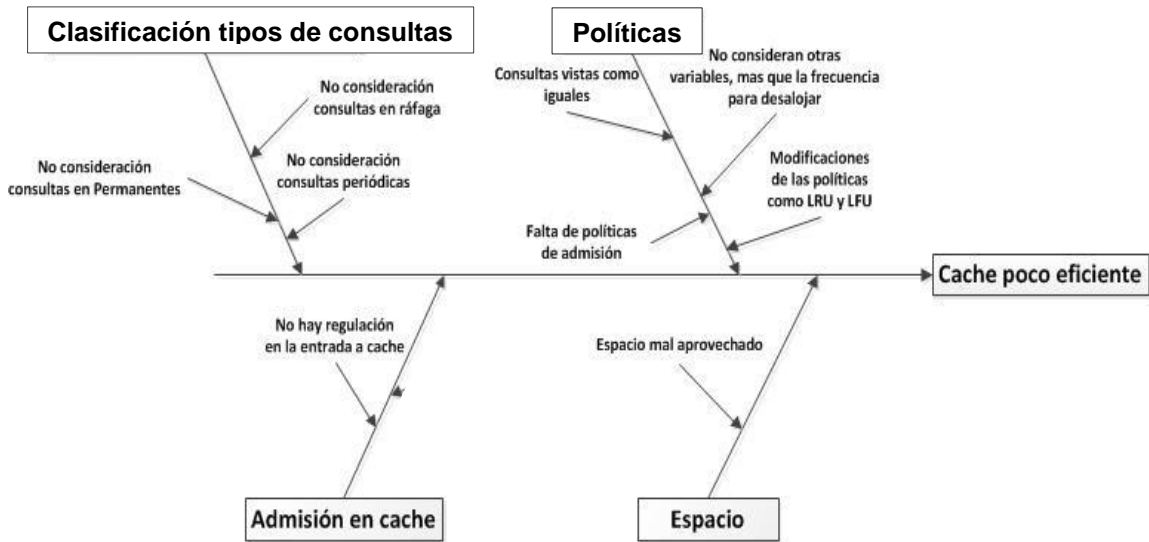 Clasificación tipos de consultas
Políticas
No consideración
consultas en ráfaga
No consideración
consultas en Permanentes
No consideración
consultas periódicas
Consultas vistas como
iguales
No consideran otras
variables, mas que la frecuencia
para desalojar
Modificaciones
de las políticas
como LRU y LFU
Falta de políticas
de admisión
Cache poco eficiente
No hay regulación
en la entrada a cache
Espacio mal aprovechado
Admisión en cache
Espacio